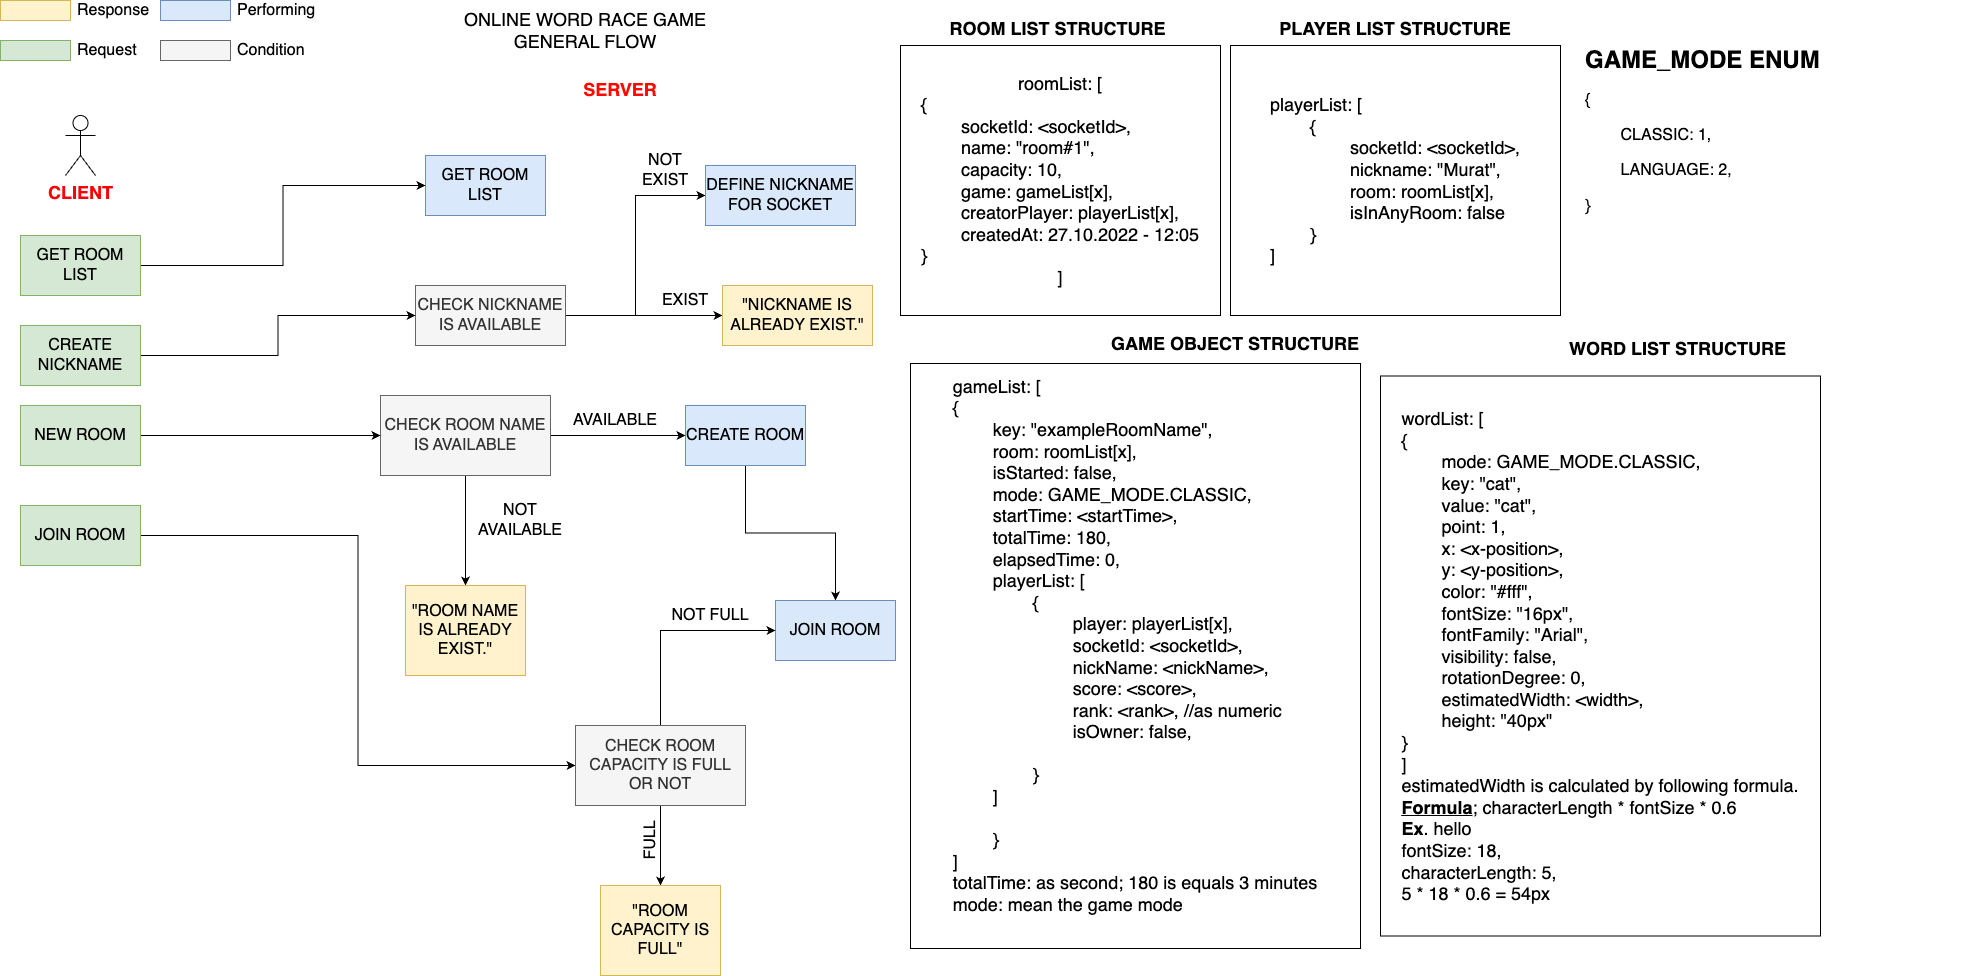 Response
Performing
Request
Condition
ONLINE WORD RACE GAME
GENERAL FLOW
SERVER
CLIENT
GET ROOM
LIST
CREATE
NICKNAME
NEW ROOM
JOIN ROOM
GET ROOM
LIST
NOT
EXIST
DEFINE NICKNAME
FOR SOCKET
CHECK NICKNAME
IS AVAILABLE
EXIST
"NICKNAME IS
ALREADY EXIST."
CHECK ROOM NAME
IS AVAILABLE
AVAILABLE
CREATE ROOM
NOT
AVAILABLE
"ROOM NAME
IS ALREADY
EXIST."
NOT FULL
JOIN ROOM
CHECK ROOM
CAPACITY IS FULL
OR NOT
FULL
"ROOM
CAPACITY IS
FULL"
ROOM LIST STRUCTURE
roomList: [
{
socketId: <socketId>,
name: "room#1",
capacity: 10,
game: gameList[x],
creatorPlayer: playerList[x],
createdAt: 27.10.2022 - 12:05
}
]
PLAYER LIST STRUCTURE
playerList: [
{
socketId: <socketId>,
nickname: "Murat",
room: roomList[x],
isInAnyRoom: false
}
]
GAME_MODE ENUM
{
CLASSIC: 1,
LANGUAGE: 2,
}
GAME OBJECT STRUCTURE
gameList: [
{
key: "exampleRoomName",
room: roomList[x],
isStarted: false,
mode: GAME_MODE.CLASSIC,
startTime: <startTime>,
totalTime: 180,
elapsedTime: 0,
playerList: [
{
player: playerList[x],
socketId: <socketId>,
nickName: <nickName>,
score: <score>,
rank: <rank>, //as numeric
isOwner: false,
}
]
}
]
totalTime: as second; 180 is equals 3 minutes
mode: mean the game mode
WORD LIST STRUCTURE
wordList: [
{
mode: GAME_MODE.CLASSIC,
key: "cat",
value: "cat",
point: 1,
x: <x-position>,
y: <y-position>,
color: "#fff",
fontSize: "16px",
fontFamily: "Arial",
visibility: false,
rotationDegree: 0,
estimatedWidth: <width>,
height: "40px"
}
]
estimatedWidth is calculated by following formula.
Formula; characterLength * fontSize * 0.6
Ex. hello
fontSize: 18,
characterLength: 5,
5 * 18 * 0.6 = 54px